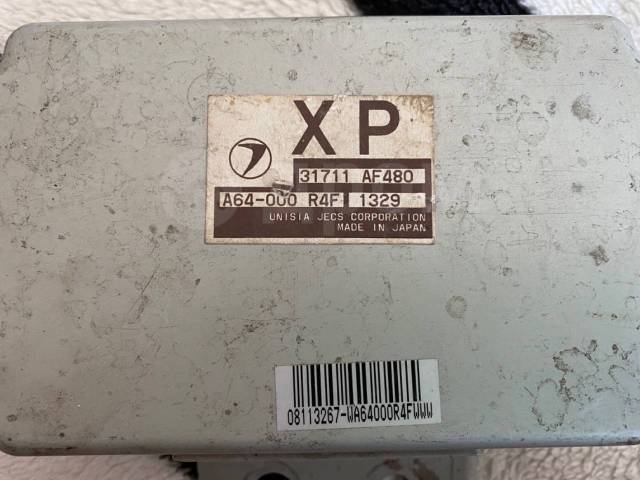 XP
31711 AF480
A64-000 R4F 1329
UNISIA JECS CORPORATION
MADE IN JAPAN
08113267-WA64000R4FWWW